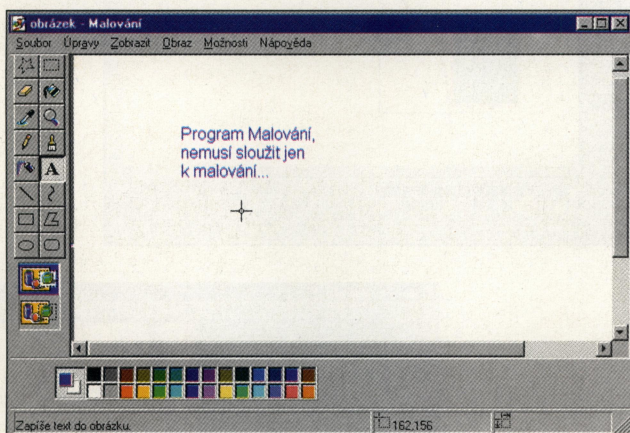 obrázek - Malování
Soubor Úpravy Zobrazit Obraz Možnosti Nápověda
A
Program Malování,
nemusí sloužit jen
k malování...
Zapíše text do obrázku.
162,156